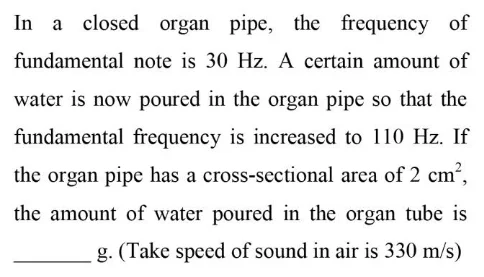 In a closed organ pipe, the frequency of
fundamental note is 30 Hz. A certain amount of
water is now poured in the organ pipe so that the
fundamental frequency is increased to 110 Hz. If
the organ pipe has a cross-sectional area of 2 cm²,
the amount of water poured in the organ tube is
________ g. (Take speed of sound in air is 330 m/s)